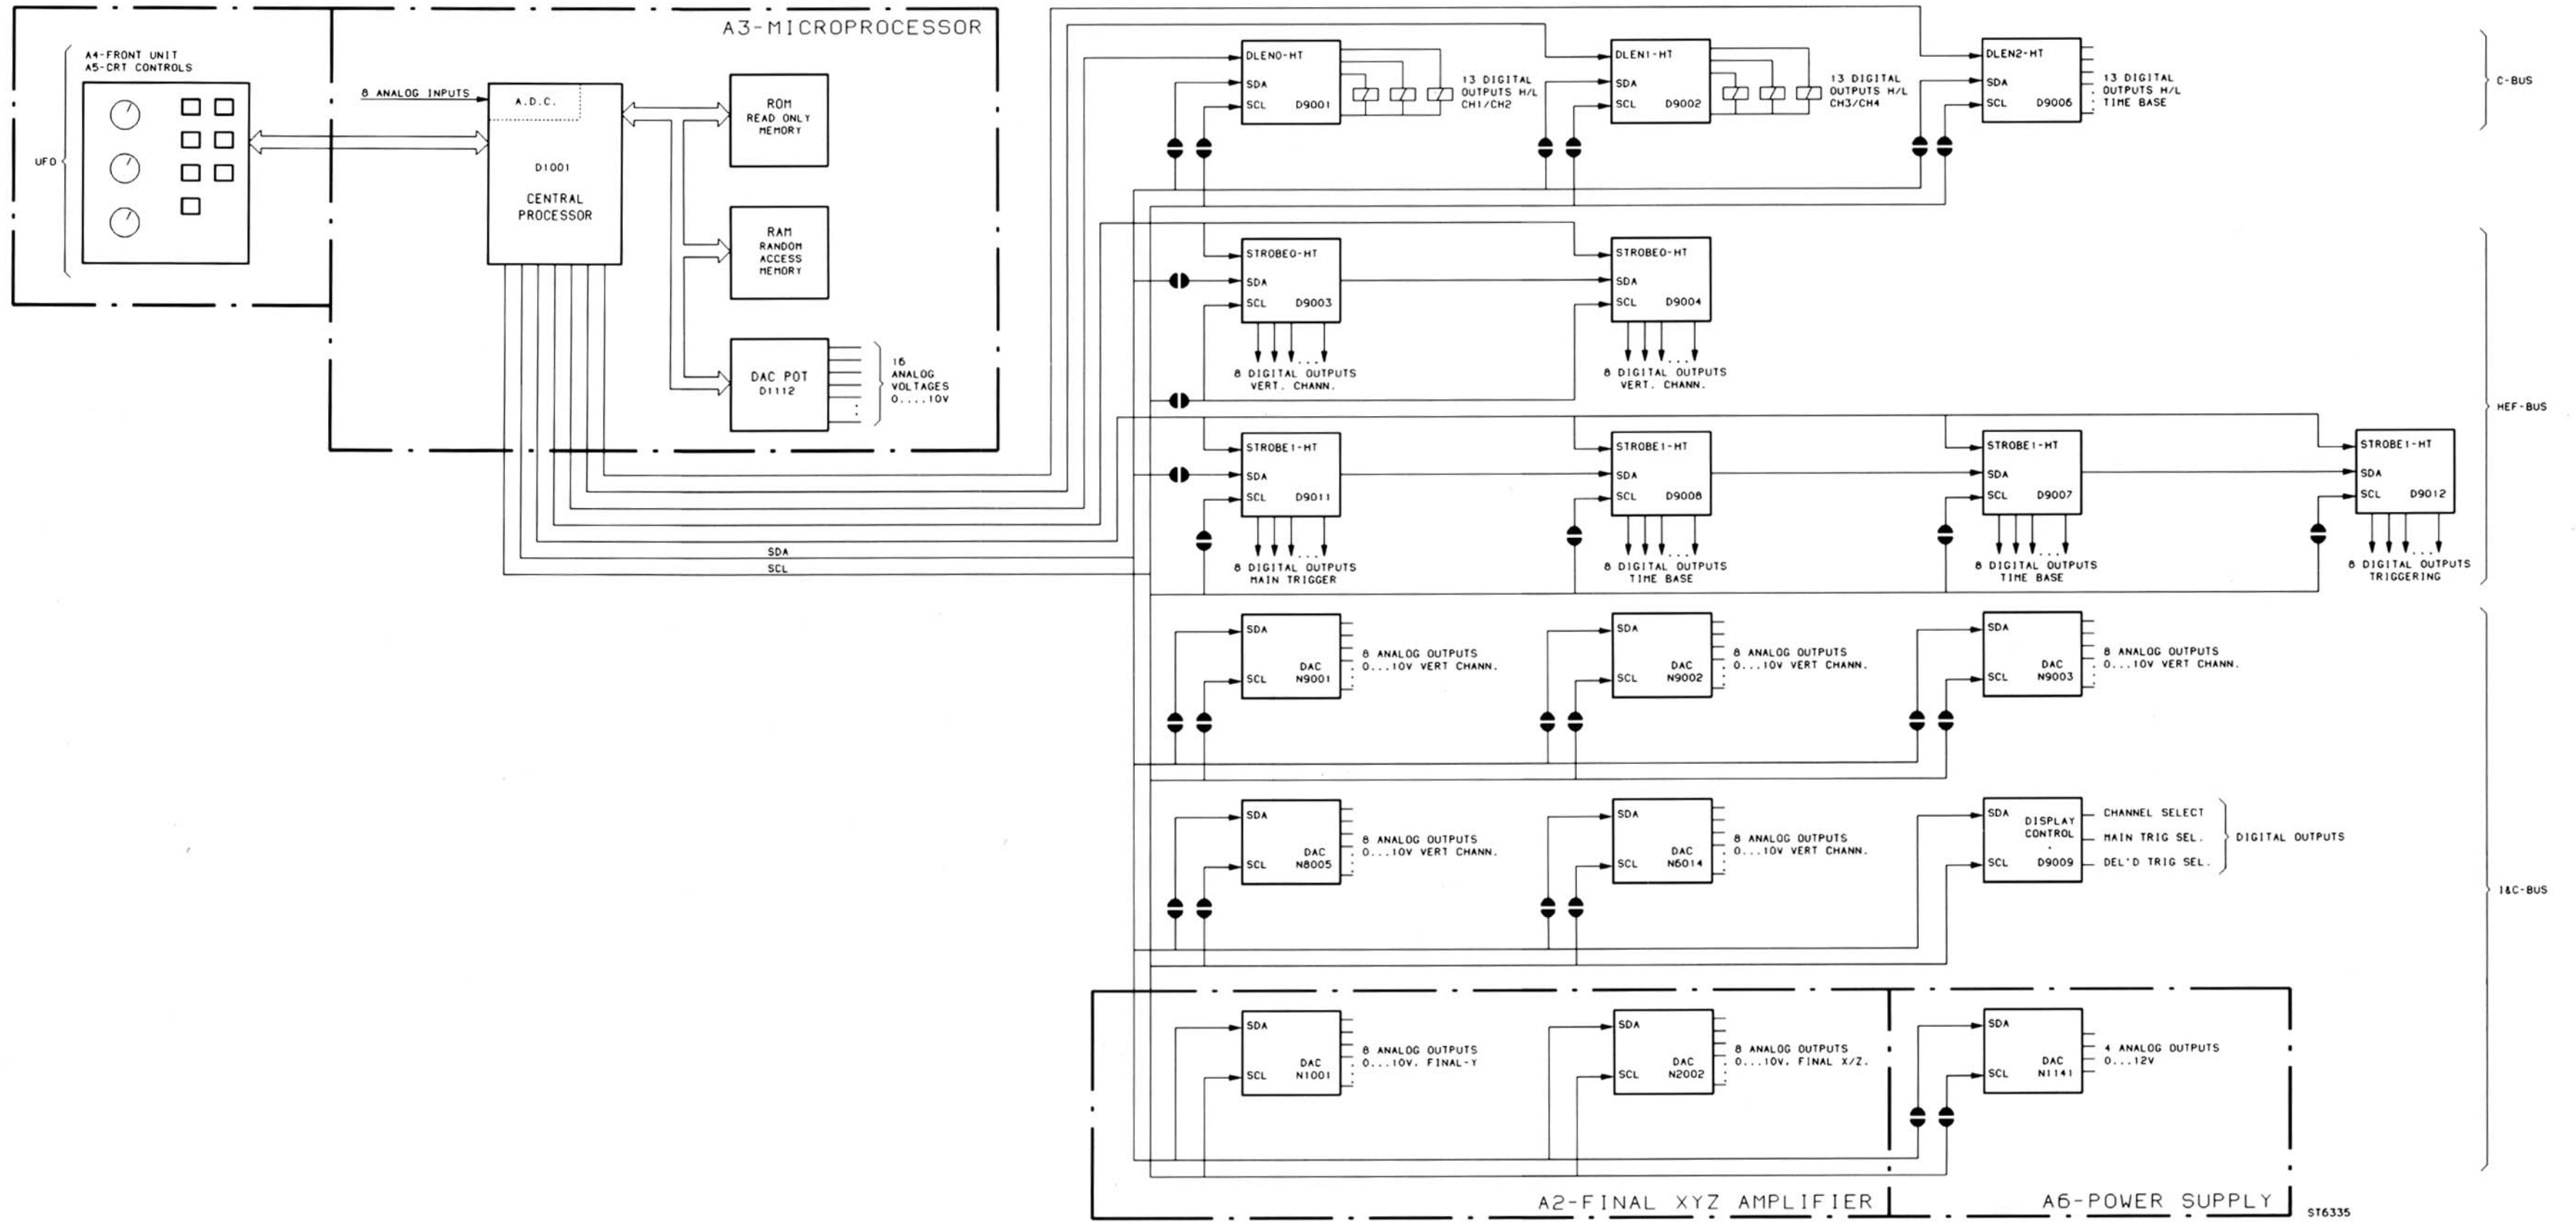 A4-FRONT UNIT
A5-CRT CONTROLS
UFO
A3-MICROPROCESSOR
8 ANALOG INPUTS
A.D.C.
D1001
CENTRAL
PROCESSOR
ROM
READ ONLY
MEMORY
RAM
RANDOM
ACCESS
MEMORY
DAC POT
D1112
16
ANALOG
VOLTAGES
0....10V
SDA
SCL
DLEN0-HT
SDA
SCL D9001
13 DIGITAL
OUTPUTS H/L
CH1/CH2
DLEN1-HT
SDA
SCL D9002
13 DIGITAL
OUTPUTS H/L
CH3/CH4
DLEN2-HT
SDA
SCL D9006
13 DIGITAL
OUTPUTS H/L
TIME BASE
C-BUS
STROBE0-HT
SDA
SCL D9003
8 DIGITAL OUTPUTS
VERT. CHANN.
STROBE0-HT
SDA
SCL D9004
8 DIGITAL OUTPUTS
VERT. CHANN.
HEF-BUS
STROBE1-HT
SDA
SCL D9011
8 DIGITAL OUTPUTS
MAIN TRIGGER
STROBE1-HT
SDA
SCL D9008
8 DIGITAL OUTPUTS
TIME BASE
STROBE1-HT
SDA
SCL D9007
8 DIGITAL OUTPUTS
TIME BASE
STROBE1-HT
SDA
SCL D9012
8 DIGITAL OUTPUTS
TRIGGERING
SDA
DAC
SCL N9001
8 ANALOG OUTPUTS
0...10V VERT CHANN.
SDA
DAC
SCL N9002
8 ANALOG OUTPUTS
0...10V VERT CHANN.
SDA
DAC
SCL N9003
8 ANALOG OUTPUTS
0...10V VERT CHANN.
SDA
DAC
SCL N8005
8 ANALOG OUTPUTS
0...10V VERT CHANN.
SDA
DAC
SCL N6014
8 ANALOG OUTPUTS
0...10V VERT CHANN.
SDA
DISPLAY
CONTROL
SCL D9009
CHANNEL SELECT
MAIN TRIG SEL.
DEL'D TRIG SEL.
DIGITAL OUTPUTS
I&C-BUS
SDA
DAC
SCL N1001
8 ANALOG OUTPUTS
0...10V. FINAL-Y
SDA
DAC
SCL N2002
8 ANALOG OUTPUTS
0...10V. FINAL X/Z.
SDA
DAC
SCL N1141
4 ANALOG OUTPUTS
0...12V
A2-FINAL XYZ AMPLIFIER
A6-POWER SUPPLY
ST6335